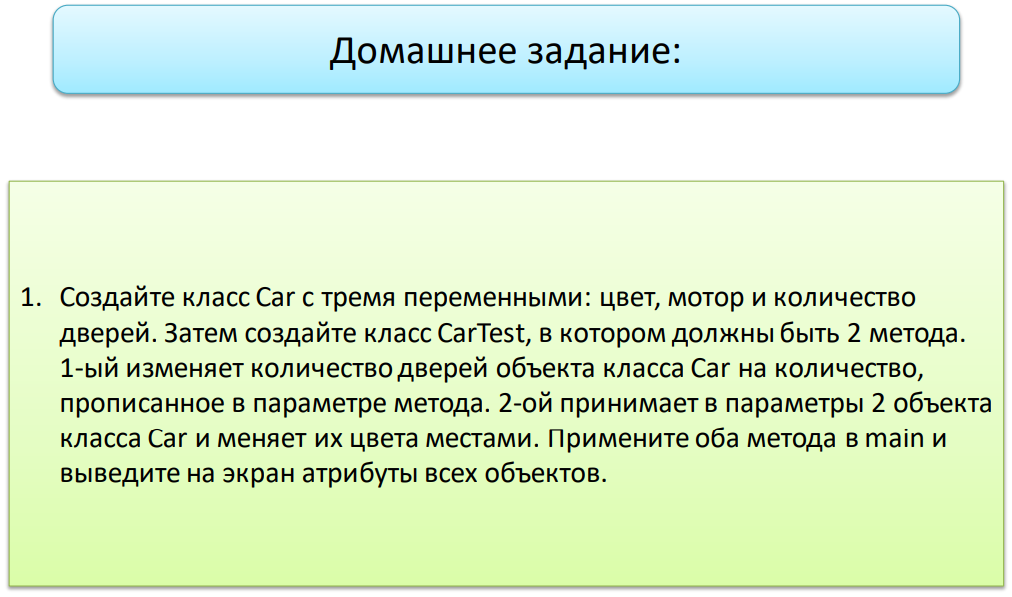 Домашнее задание:
1. Создайте класс Car с тремя переменными: цвет, мотор и количество
дверей. Затем создайте класс CarTest, в котором должны быть 2 метода.
1-ый изменяет количество дверей объекта класса Car на количество,
прописанное в параметре метода. 2-ой принимает в параметры 2 объекта
класса Car и меняет их цвета местами. Примените оба метода в main и
выведите на экран атрибуты всех объектов.